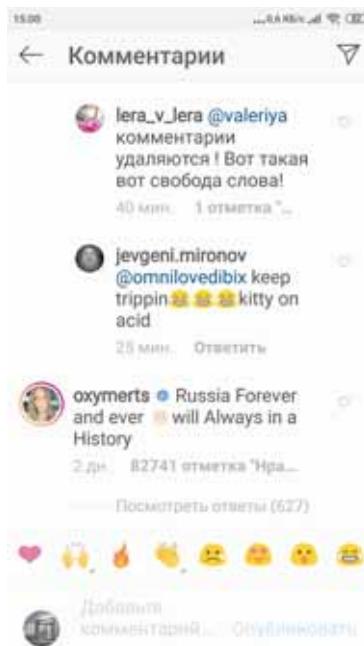 15:00
Комментарии
lera_v_lera @valeriya
комментарии
удаляются ! Вот такая
вот свобода слова!
40 мин. 1 отметка "...
jevgeni.mironov
@omnilovedibix keep
trippin😂😂😂kitty on
acid
25 мин. Ответить
oxymerts Russia Forever
and ever will Always in a
History
2 дн. 82741 отметка "Нра...
Посмотреть ответы (627)
Добавьте
комментарий... Опубликовать